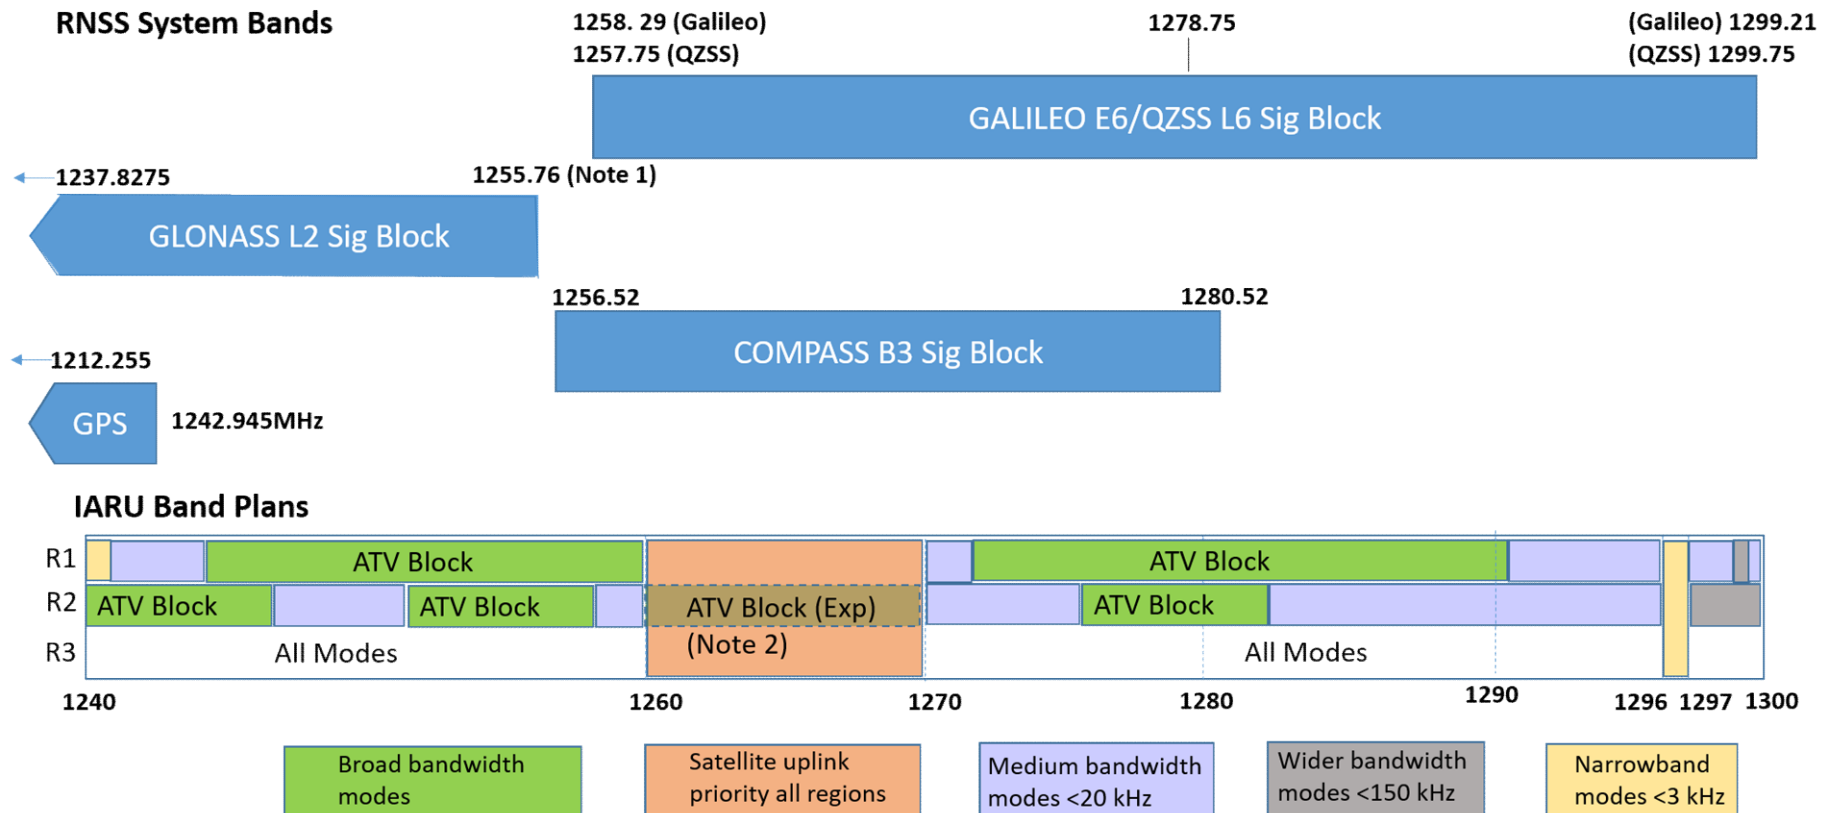 RNSS System Bands
1258. 29 (Galileo)
1257.75 (QZSS)
1278.75
(Galileo) 1299.21
(QZSS) 1299.75
GALILEO E6/QZSS L6 Sig Block
1237.8275
1255.76 (Note 1)
GLONASS L2 Sig Block
1256.52
1280.52
COMPASS B3 Sig Block
1212.255
GPS
1242.945MHz
IARU Band Plans
R1
ATV Block
ATV Block
R2
ATV Block
ATV Block
ATV Block (Exp)
(Note 2)
ATV Block
R3
All Modes
All Modes
1240
1260
1270
1280
1290
1296
1297
1300
Broad bandwidth
modes
Satellite uplink
priority all regions
Medium bandwidth
modes <20 kHz
Wider bandwidth
modes <150 kHz
Narrowband
modes <3 kHz